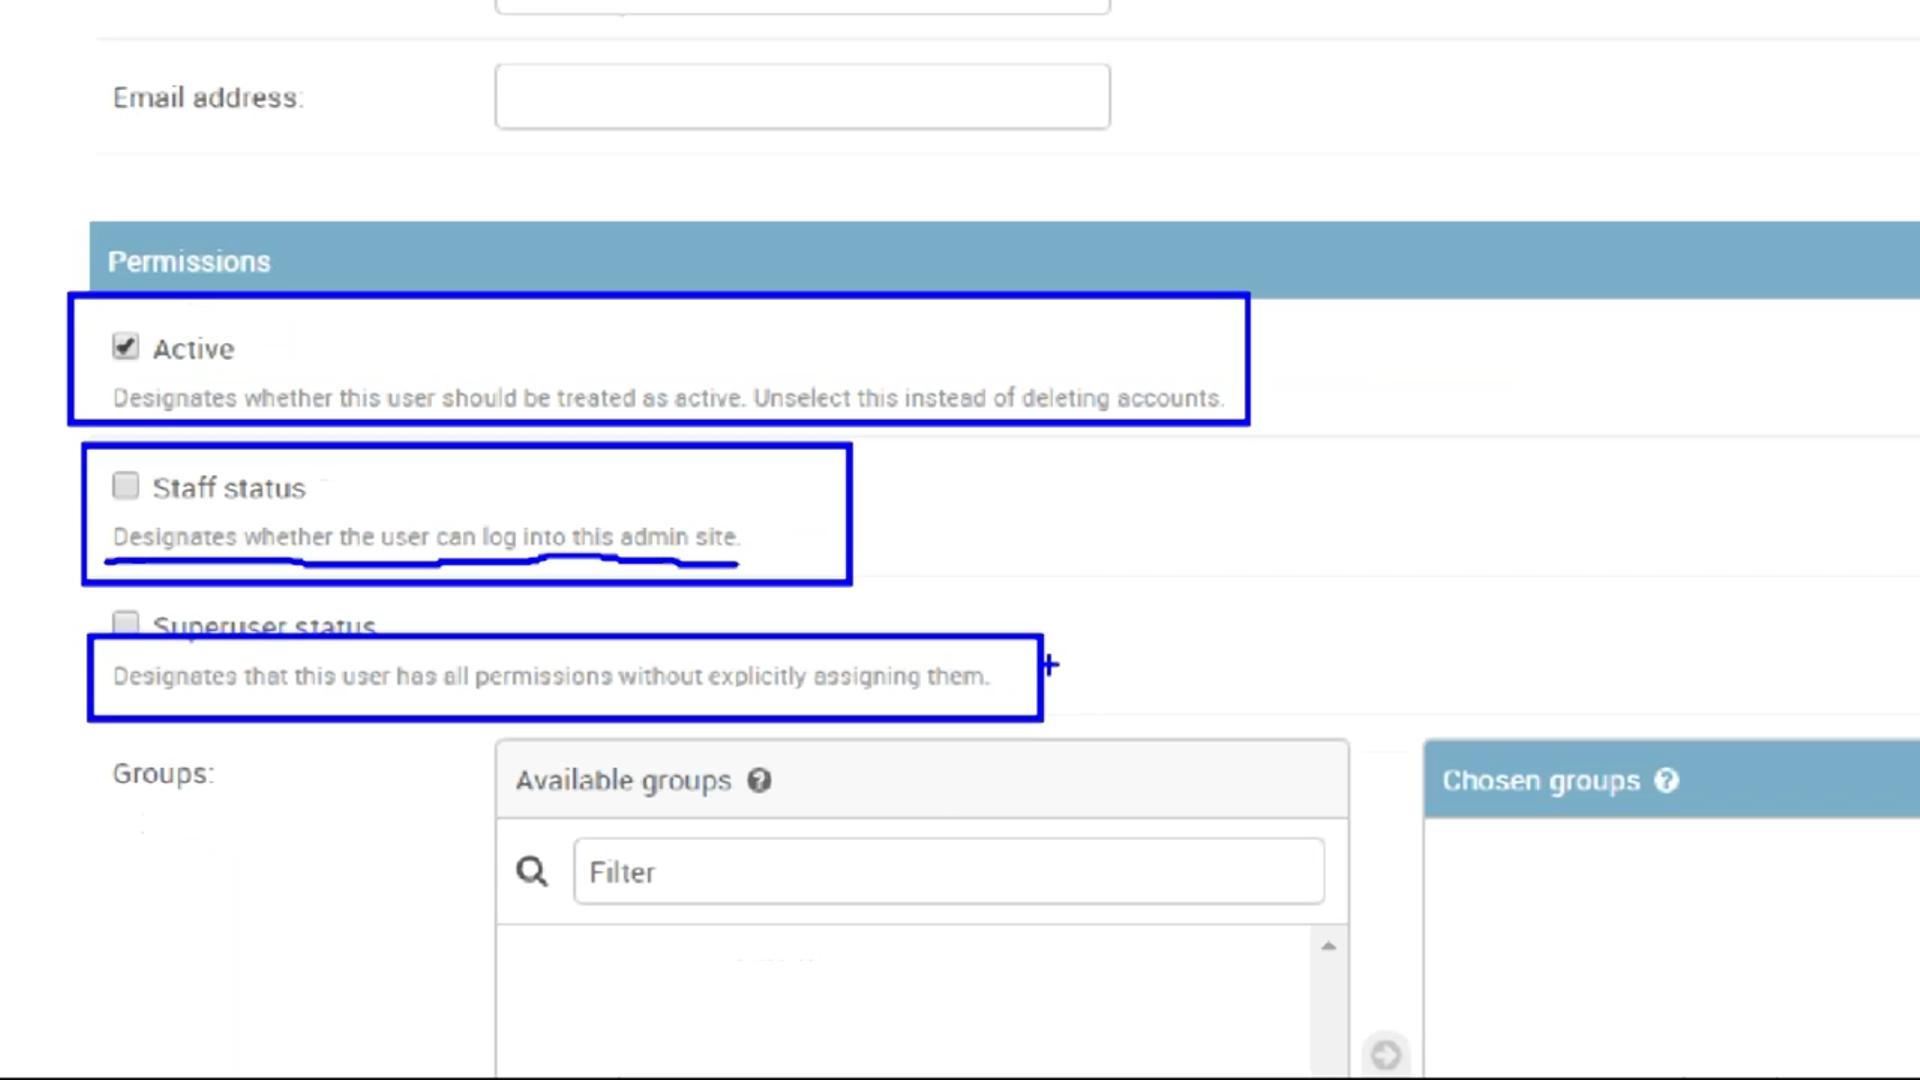 Email address:
Permissions
Active
Designates whether this user should be treated as active. Unselect this instead of deleting accounts.
Staff status
Designates whether the user can log into this admin site.
Superuser status
Designates that this user has all permissions without explicitly assigning them.
Groups:
Available groups
Chosen groups
Filter